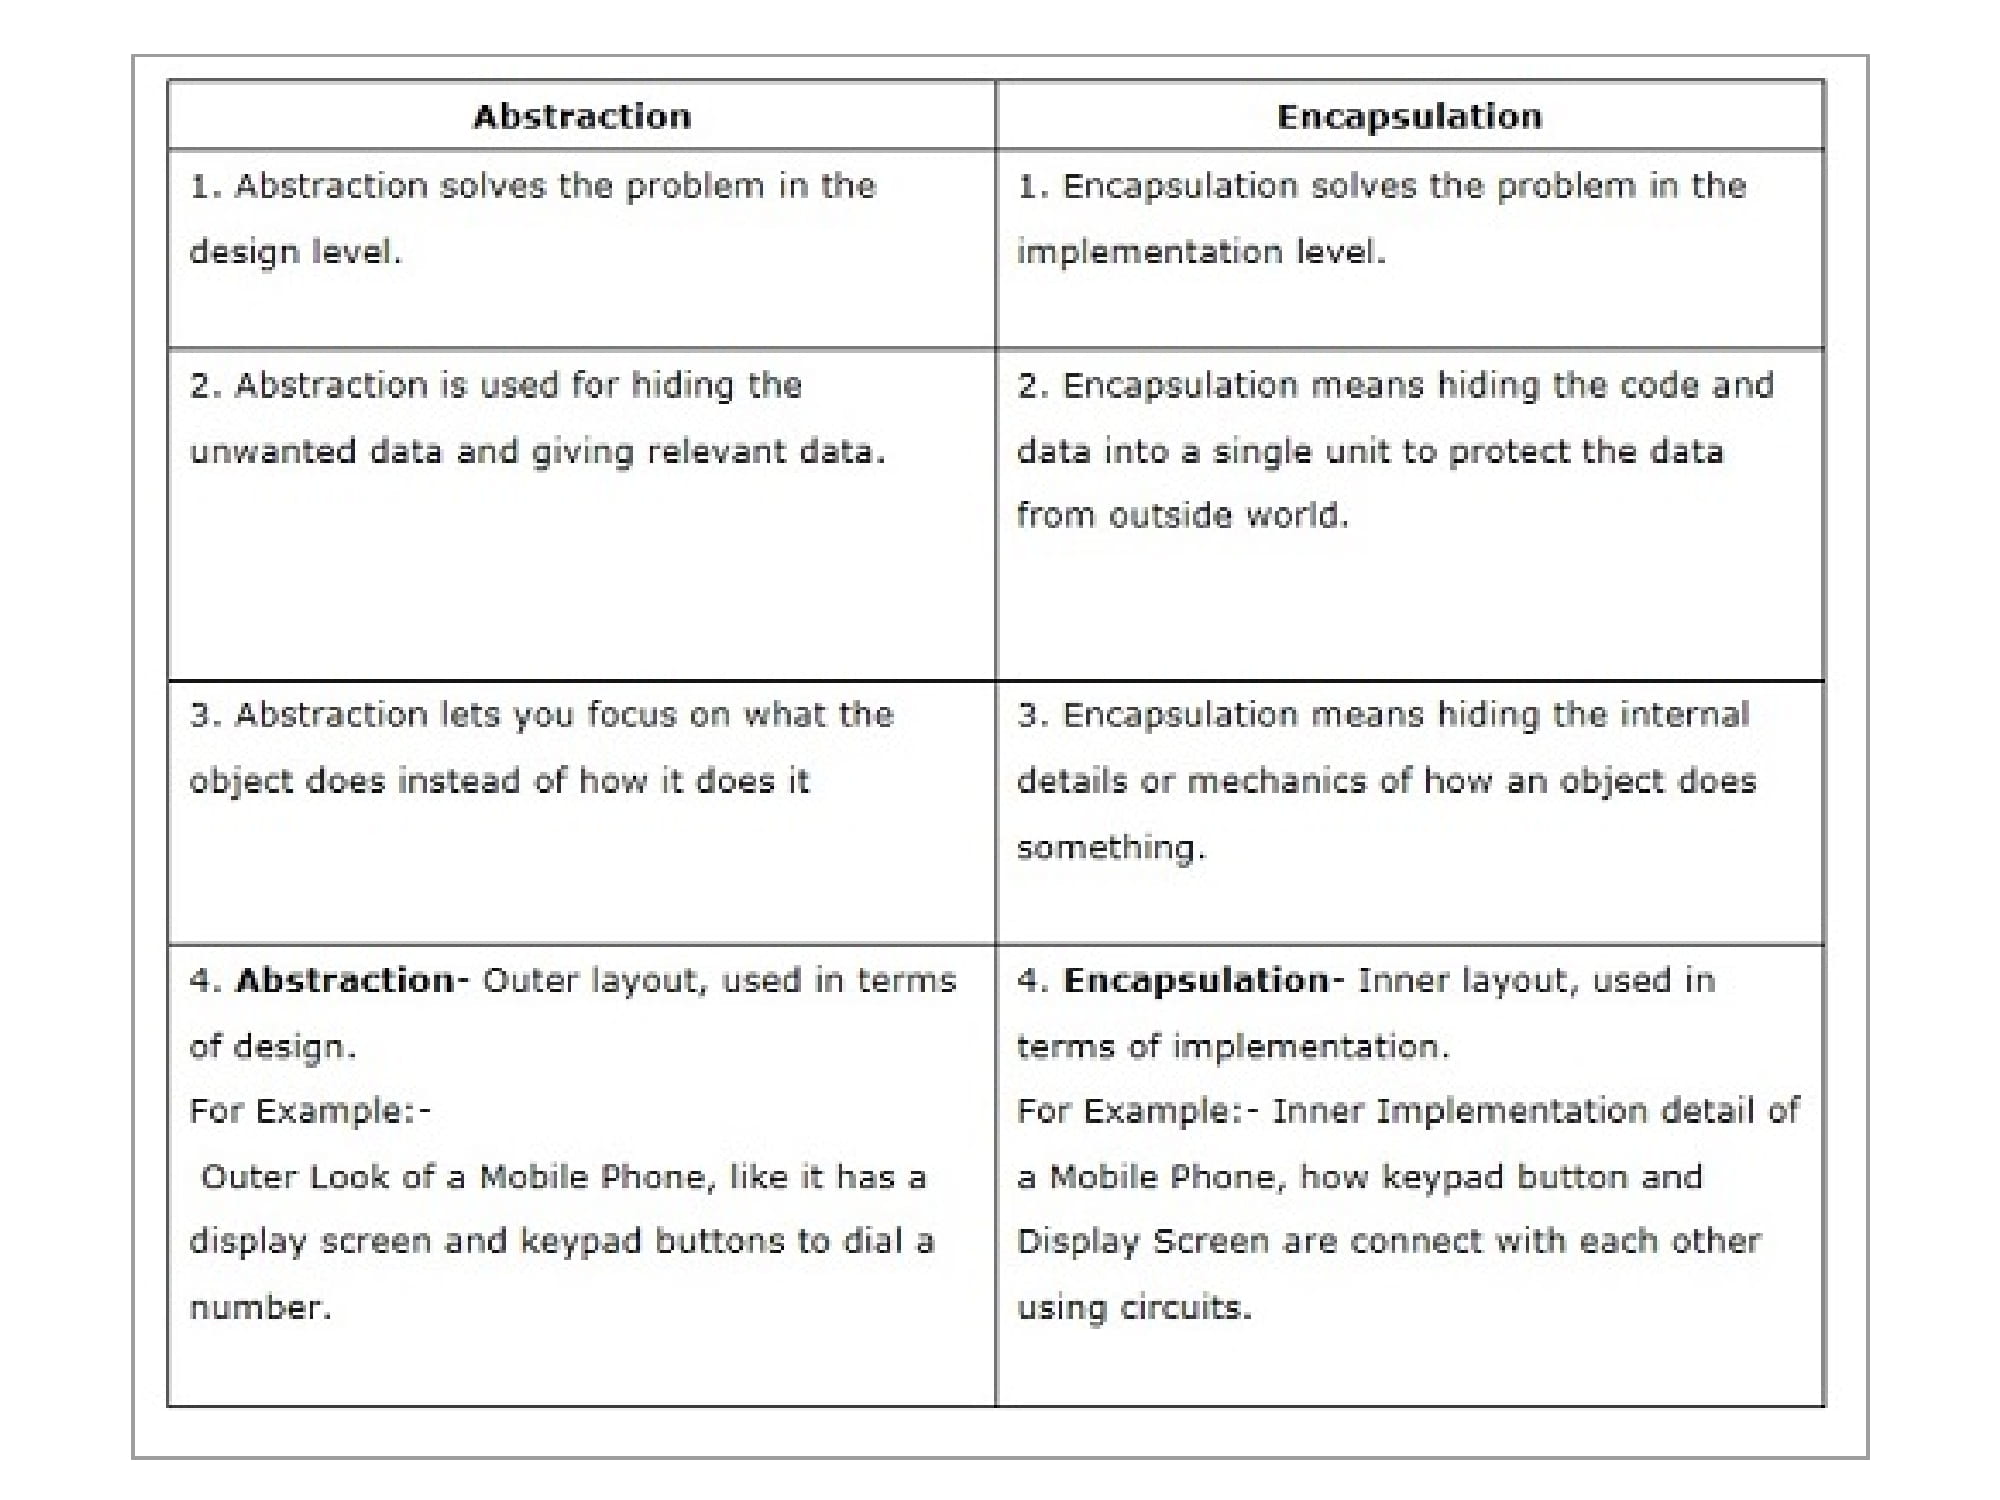 Abstraction
Encapsulation
1. Abstraction solves the problem in the
design level.
1. Encapsulation solves the problem in the
implementation level.
2. Abstraction is used for hiding the
unwanted data and giving relevant data.
2. Encapsulation means hiding the code and
data into a single unit to protect the data
from outside world.
3. Abstraction lets you focus on what the
object does instead of how it does it
3. Encapsulation means hiding the internal
details or mechanics of how an object does
something.
4. Abstraction- Outer layout, used in terms
of design.
For Example:-
Outer Look of a Mobile Phone, like it has a
display screen and keypad buttons to dial a
number.
4. Encapsulation- Inner layout, used in
terms of implementation.
For Example:- Inner Implementation detail of
a Mobile Phone, how keypad button and
Display Screen are connect with each other
using circuits.